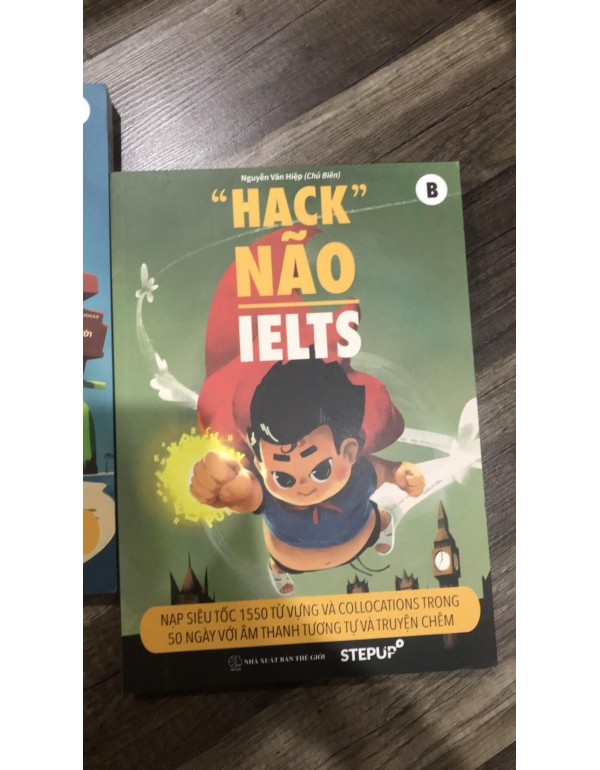 Nguyễn Văn Hiệp (Chủ Biên)
B
“HACK”
NÃO
IELTS
NẠP SIÊU TỐC 1550 TỪ VỰNG VÀ COLLOCATIONS TRONG
50 NGÀY VỚI ÂM THANH TƯƠNG TỰ VÀ TRUYỆN CHÊM
NHÀ XUẤT BẢN THẾ GIỚI
STEPUP